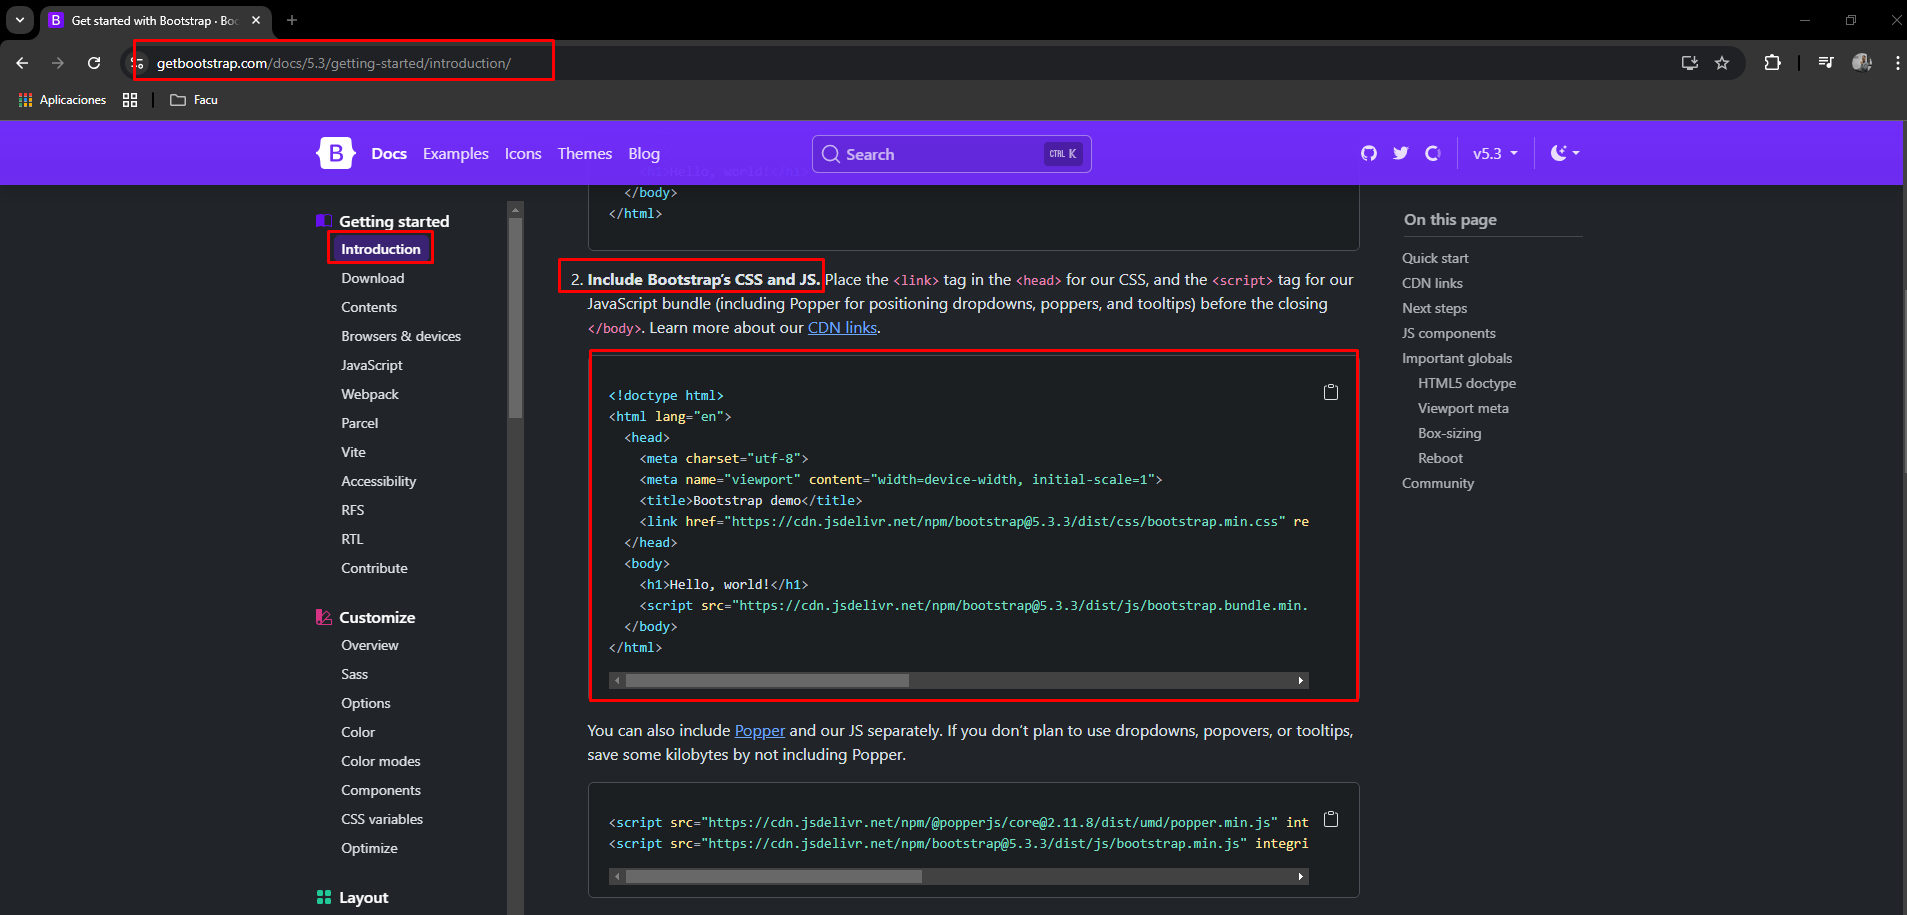 Get started with Bootstrap · Boo
getbootstrap.com/docs/5.3/getting-started/introduction/
Aplicaciones
Facu
Docs
Examples
Icons
Themes
Blog
Search
CTRL K
v5.3
Getting started
Introduction
Download
Contents
Browsers & devices
JavaScript
Webpack
Parcel
Vite
Accessibility
RFS
RTL
Contribute
Customize
Overview
Sass
Options
Color
Color modes
Components
CSS variables
Optimize
Layout
<h1>Hello, world!</h1>
</body>
</html>
2. Include Bootstrap’s CSS and JS. Place the <link> tag in the <head> for our CSS, and the <script> tag for our
JavaScript bundle (including Popper for positioning dropdowns, poppers, and tooltips) before the closing
</body>. Learn more about our CDN links.
<!doctype html>
<html lang="en">
<head>
<meta charset="utf-8">
<meta name="viewport" content="width=device-width, initial-scale=1">
<title>Bootstrap demo</title>
<link href="https://cdn.jsdelivr.net/npm/bootstrap@5.3.3/dist/css/bootstrap.min.css" re
</head>
<body>
<h1>Hello, world!</h1>
<script src="https://cdn.jsdelivr.net/npm/bootstrap@5.3.3/dist/js/bootstrap.bundle.min.
</body>
</html>
You can also include Popper and our JS separately. If you don’t plan to use dropdowns, popovers, or tooltips,
save some kilobytes by not including Popper.
<script src="https://cdn.jsdelivr.net/npm/@popperjs/core@2.11.8/dist/umd/popper.min.js" int
<script src="https://cdn.jsdelivr.net/npm/bootstrap@5.3.3/dist/js/bootstrap.min.js" integri
On this page
Quick start
CDN links
Next steps
JS components
Important globals
HTML5 doctype
Viewport meta
Box-sizing
Reboot
Community